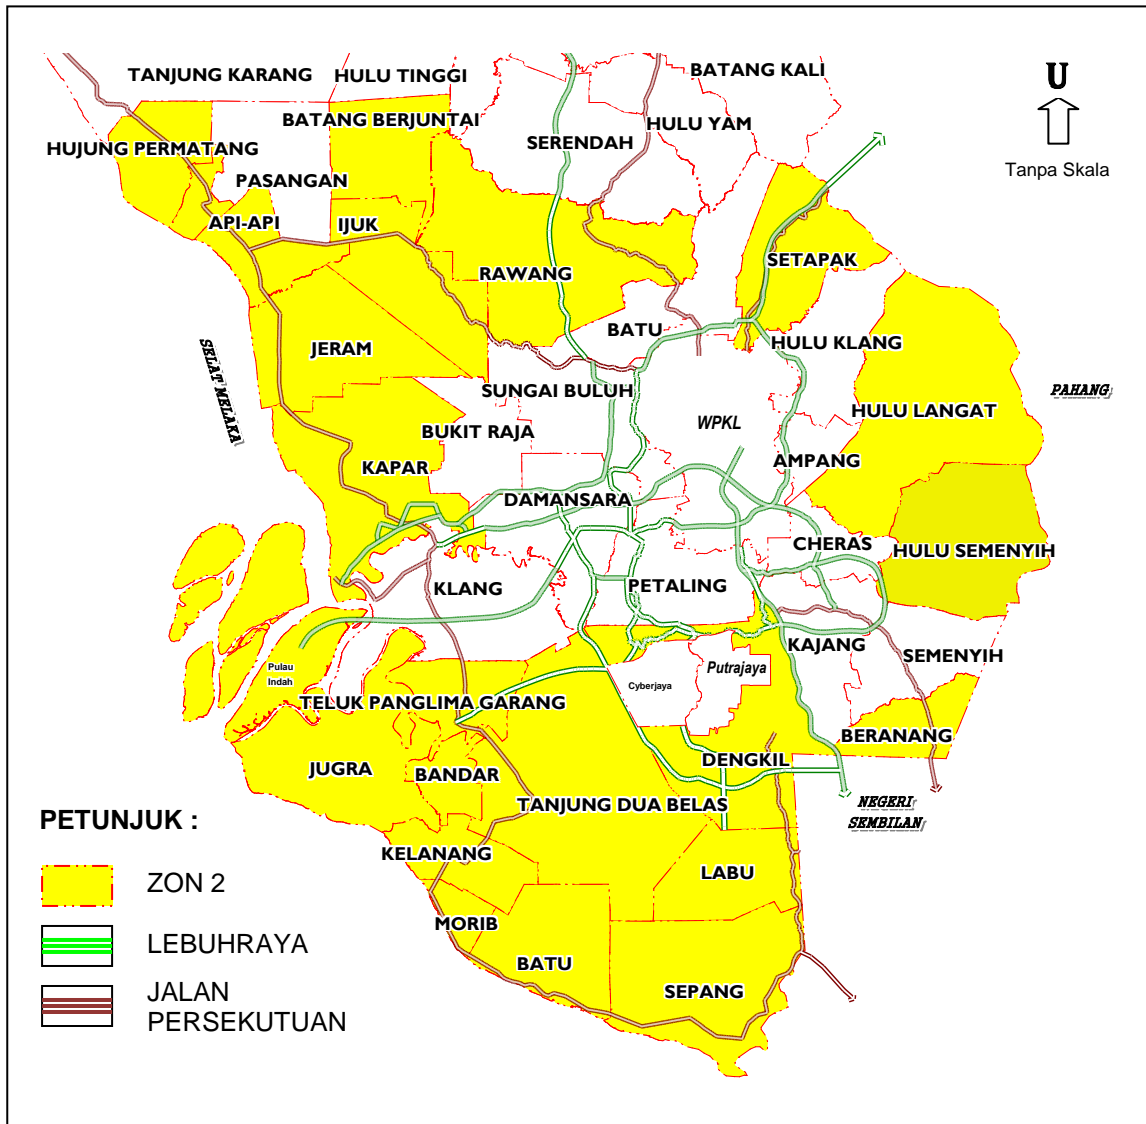 TANJUNG KARANG
HULU TINGGI
BATANG KALI
U
BATANG BERJUNTAI
SERENDAH
HULU YAM
HUJUNG PERMATANG
Tanpa Skala
PASANGAN
API-API
IJUK
RAWANG
SETAPAK
BATU
HULU KLANG
JERAM
SELAT MELAKA
SUNGAI BULUH
PAHANG
HULU LANGAT
WPKL
BUKIT RAJA
KAPAR
AMPANG
DAMANSARA
CHERAS
HULU SEMENYIH
KLANG
PETALING
KAJANG
SEMENYIH
Pulau
Indah
Putrajaya
Cyberjaya
TELUK PANGLIMA GARANG
BERANANG
JUGRA
BANDAR
DENGKIL
TANJUNG DUA BELAS
NEGERI
SEMBILAN
KELANANG
LABU
MORIB
BATU
SEPANG
PETUNJUK :
ZON 2
LEBUHRAYA
JALAN
PERSEKUTUAN